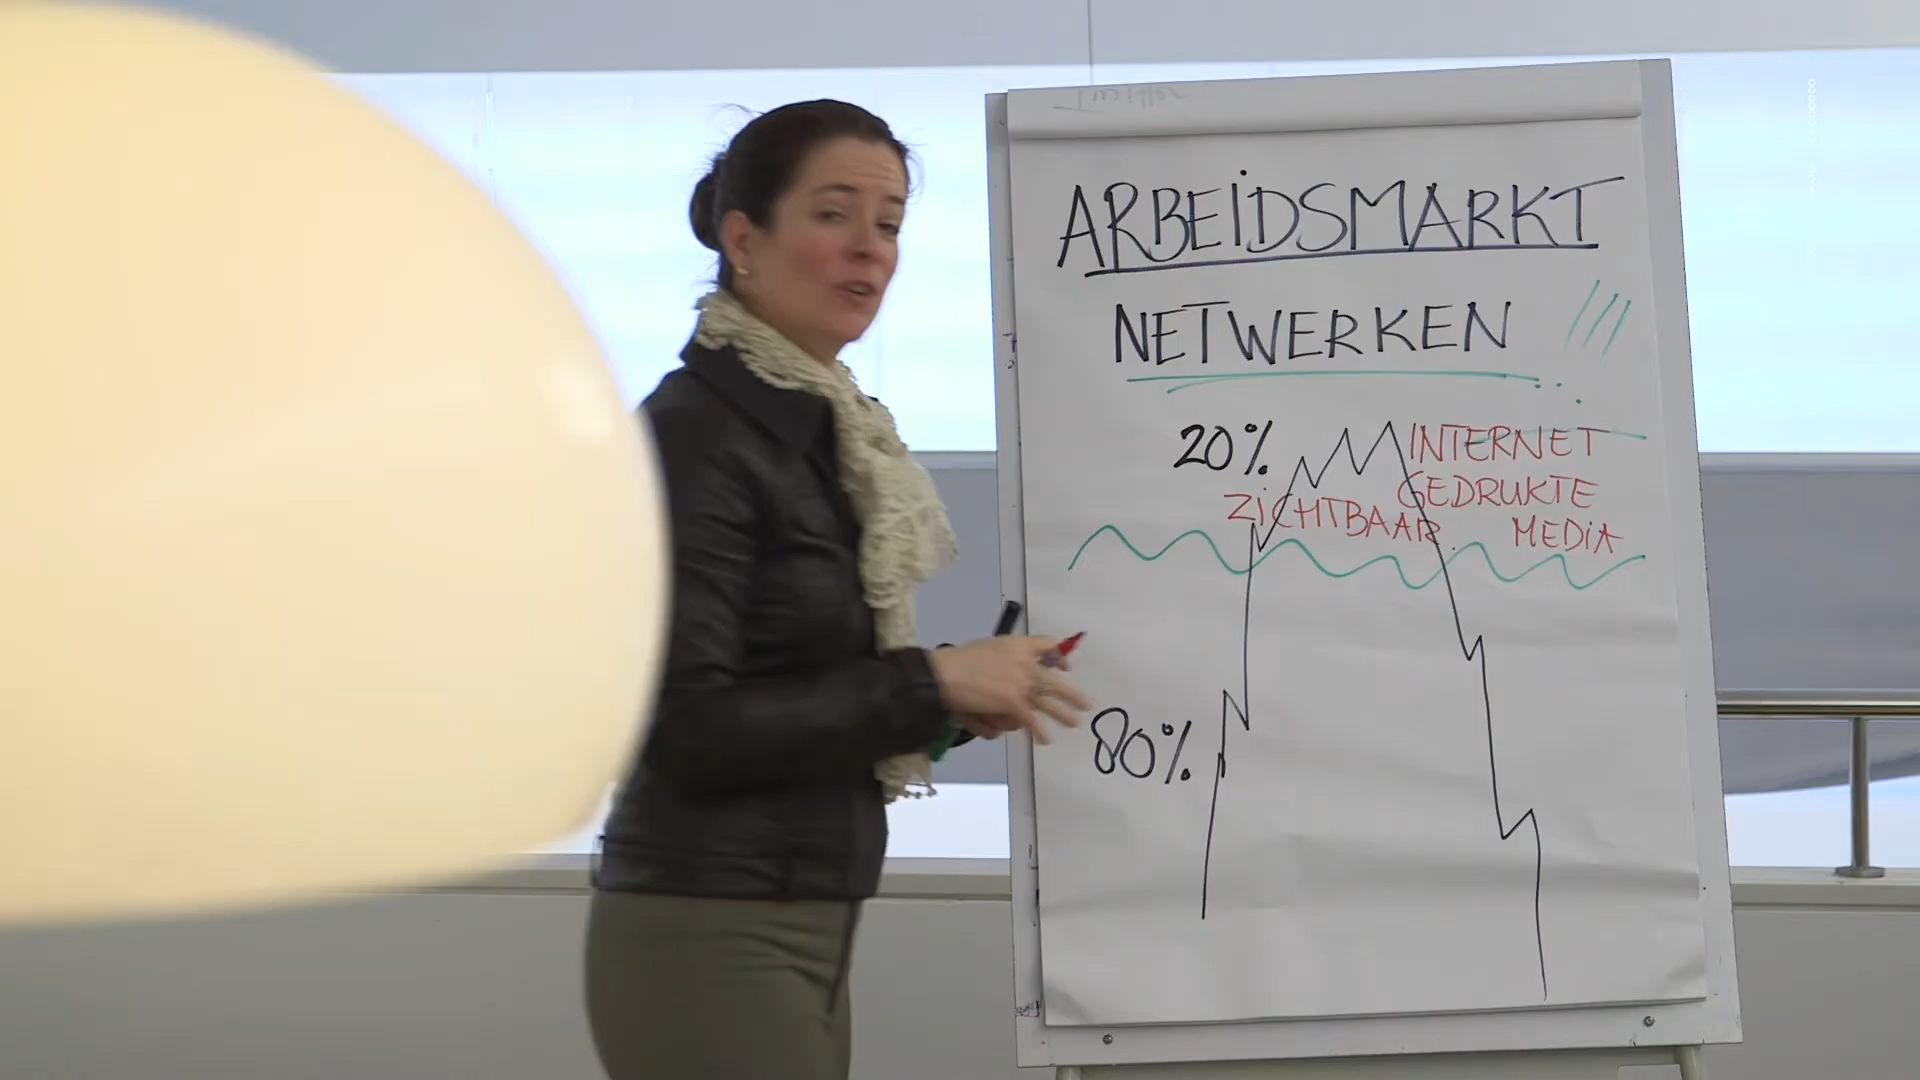 ARBEIDSMARKT
NETWERKEN
20% INTERNET
ZICHTBAAR GEDRUKTE
MEDIA
80%